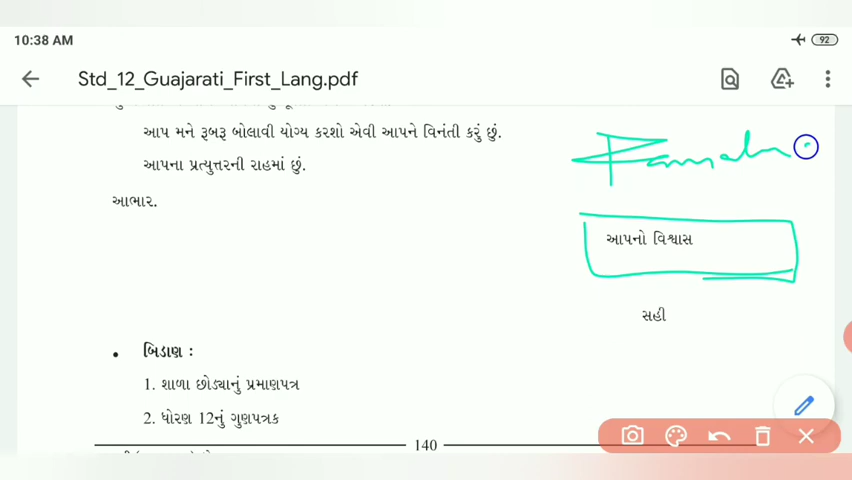 10:38 AM
92
Std_12_Guajarati_First_Lang.pdf
આપ મને રૂબરૂ બોલાવી યોગ્ય કરશો એવી આપને વિનંતી કરું છું.
આપના પ્રત્યુત્તરની રાહમાં છું.
આભાર.
આપનો વિશ્વાસ
સહી
• બિડાણ :
1. શાળા છોડ્યાનું પ્રમાણપત્ર
2. ધોરણ 12નું ગુણપત્રક
140